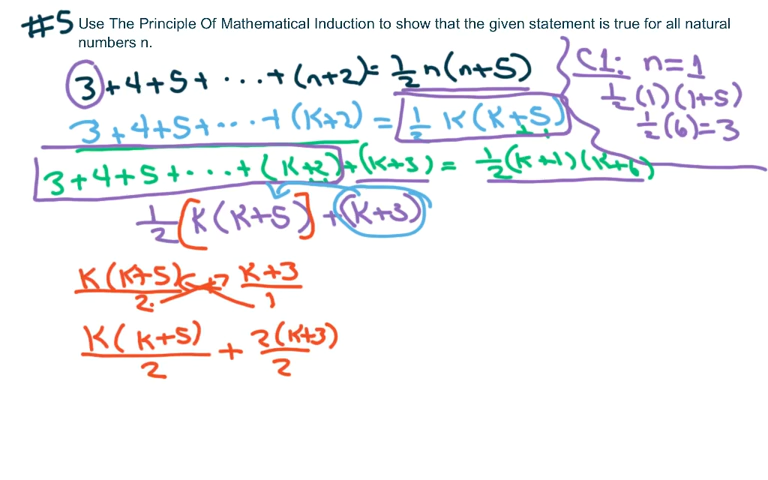 #5 Use The Principle Of Mathematical Induction to show that the given statement is true for all natural
numbers n.
3+4+5+...+(n+2)=½n(n+5)
C1: n=1
½(1)(1+5)
½(6)=3
3+4+5+...+(K+2)=½K(K+5)
3+4+5+...+(K+2)+(K+3)=½(K+1)(K+6)
½[K(K+5)]+(K+3)
K(K+5)/2 + K+3/1
K(K+5)/2 + 2(K+3)/2